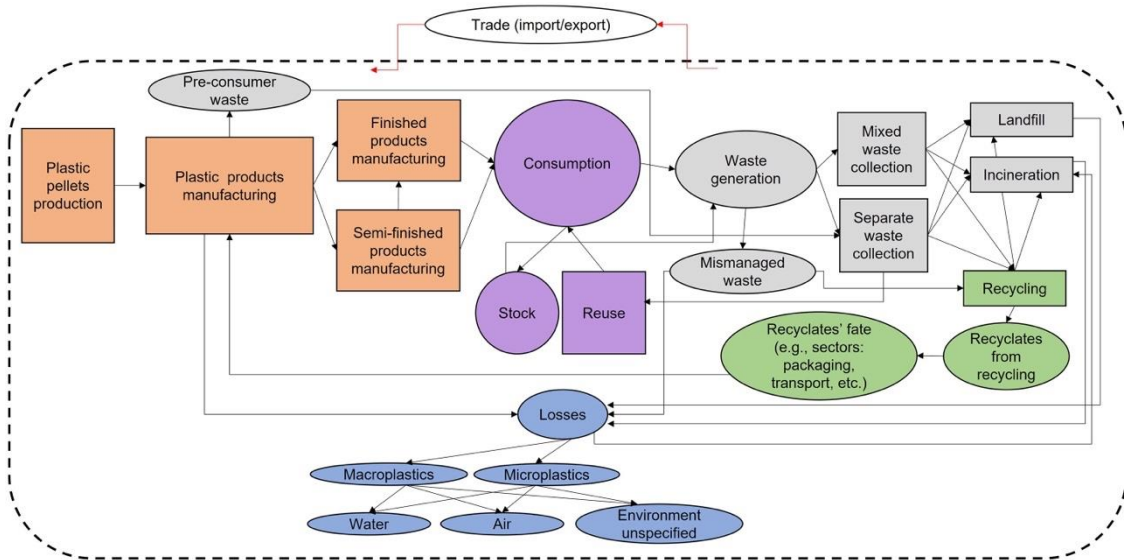 Trade (import/export)
Pre-consumer
waste
Plastic
pellets
production
Plastic products
manufacturing
Finished
products
manufacturing
Semi-finished
products
manufacturing
Consumption
Stock
Reuse
Waste
generation
Mismanaged
waste
Mixed
waste
collection
Separate
waste
collection
Landfill
Incineration
Recycling
Recyclates
from
recycling
Recyclates' fate
(e.g., sectors:
packaging,
transport, etc.)
Losses
Macroplastics
Microplastics
Water
Air
Environment
unspecified